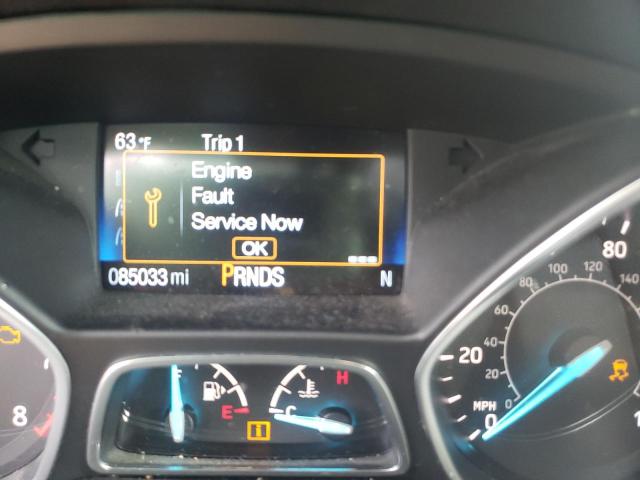 63 °F Trip 1
Engine
Fault
Service Now
OK
085033 mi PRNDS N
8
E
C H
i
0 20 80
MPH
0 20 40 60 80 100 120 140